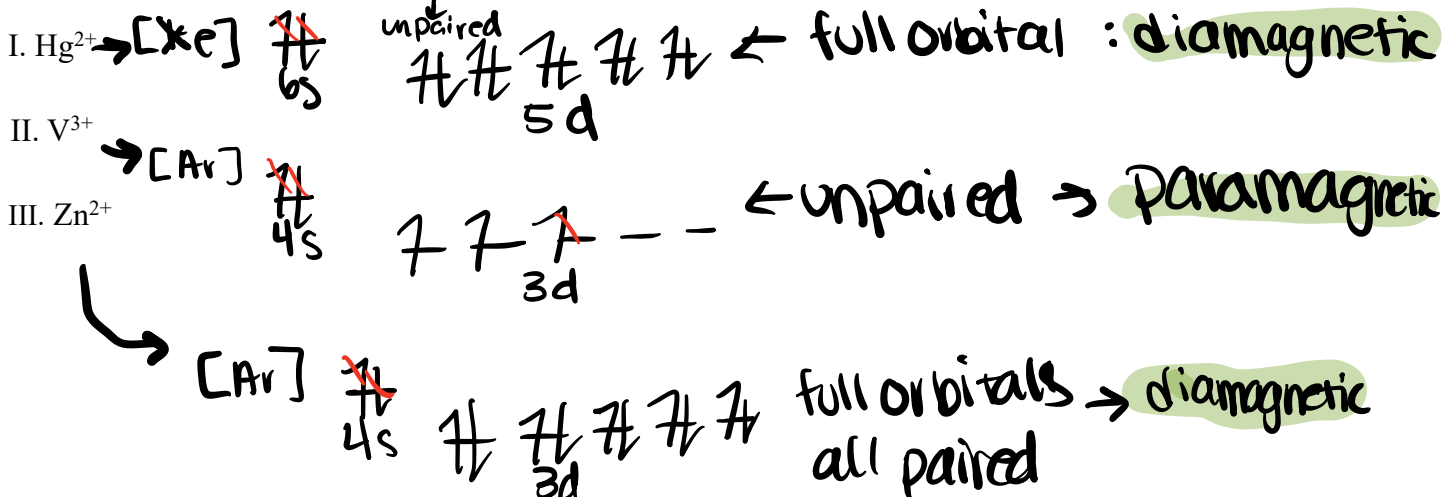 unpaired
I. Hg²⁺ → [Xe] 6s 5d ← full orbital : diamagnetic
II. V³⁺ → [Ar] 4s 3d ← unpaired → paramagnetic
III. Zn²⁺
[Ar] 4s 3d full orbitals → diamagnetic
all paired